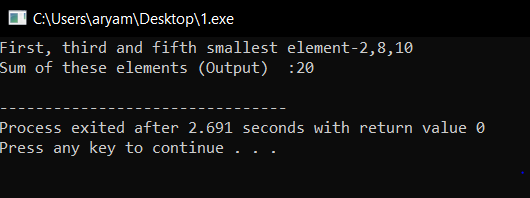 C:\Users\aryam\Desktop\1.exe
First, third and fifth smallest element-2,8,10
Sum of these elements (Output)  :20
--------------------------------
Process exited after 2.691 seconds with return value 0
Press any key to continue . . .